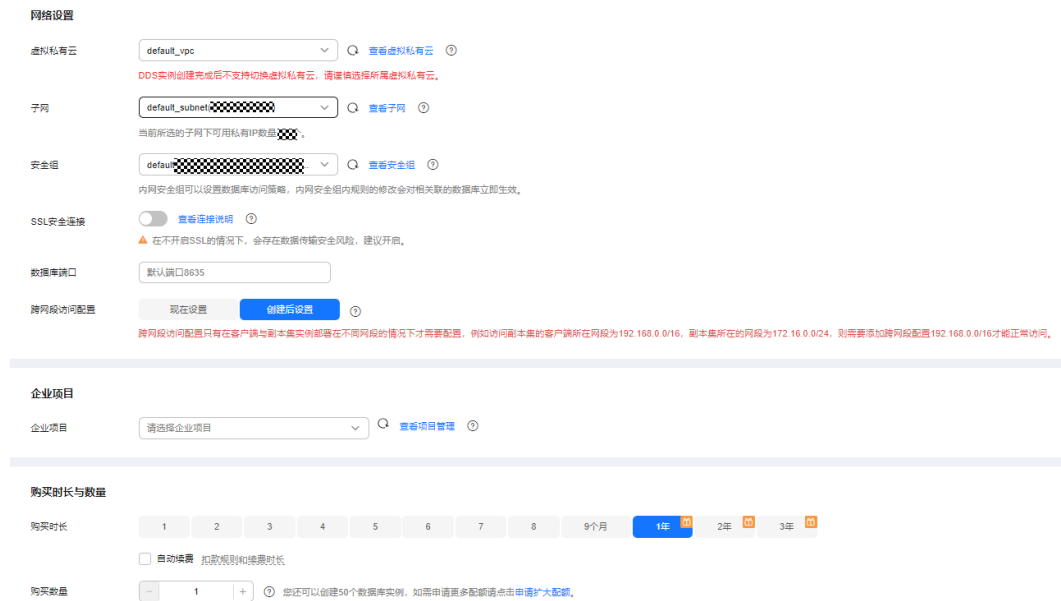 网络设置
虚拟私有云 default_vpc 查看虚拟私有云
DDS实例创建完成后不支持切换虚拟私有云，请谨慎选择所属虚拟私有云。
子网 default_subnet( 查看子网
当前所选的子网下可用私有IP数量 个。
安全组 default ... 查看安全组
内网安全组可以设置数据库访问策略，内网安全组内规则的修改会对相关联的数据库立即生效。
SSL安全连接 查看连接说明
在不开启SSL的情况下，会存在数据传输安全风险，建议开启。
数据库端口 默认端口8635
跨网段访问配置 现在设置 创建后设置
跨网段访问配置只有在客户端与副本集实例部署在不同网段的情况下才需要配置，例如访问副本集的客户端所在网段为192.168.0.0/16，副本集所在的网段为172.16.0.0/24，则需要添加跨网段配置192.168.0.0/16才能正常访问。
企业项目
企业项目 请选择企业项目 查看项目管理
购买时长与数量
购买时长 1 2 3 4 5 6 7 8 9个月 1年 2年 3年
自动续费 扣款规则和续费时长
购买数量 - 1 + 您还可以创建50个数据库实例，如需申请更多配额请点击申请扩大配额。